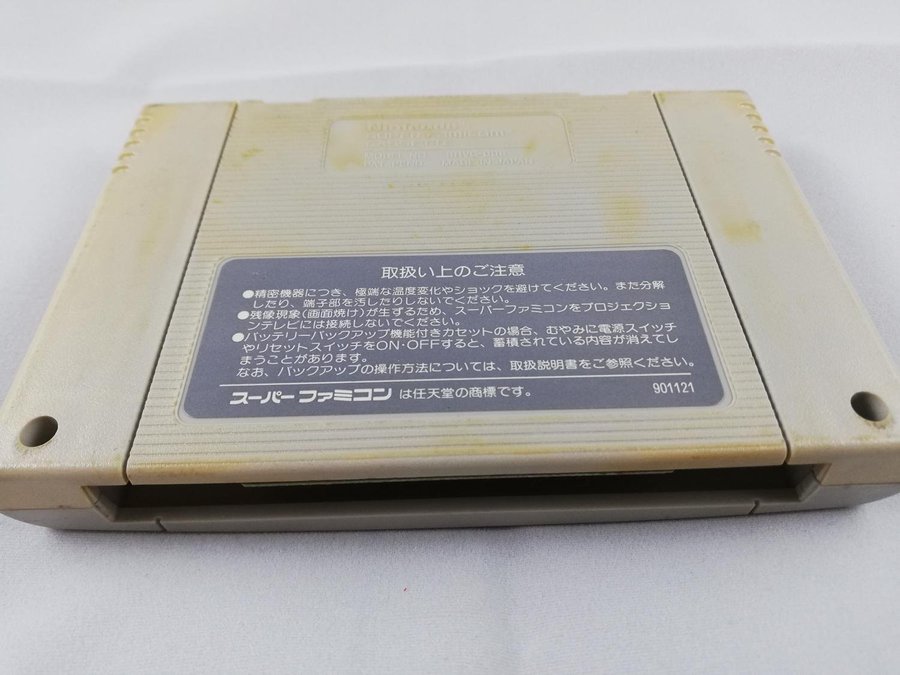 Nintendo
MADE IN JAPAN
取扱い上のご注意
●精密機器につき、極端な温度変化やショックを避けてください。また分解
したり、端子部を汚したりしないでください。
●残像現象(画面焼け)が生ずるため、スーパーファミコンをプロジェクショ
ンテレビには接続しないでください。
●バッテリーバックアップ機能付きカセットの場合、むやみに電源スイッチ
やリセットスイッチをON・OFFすると、蓄積されている内容が消えてし
まうことがあります。
なお、バックアップの操作方法については、取扱説明書をご参照ください。
スーパーファミコン は任天堂の商標です。 901121